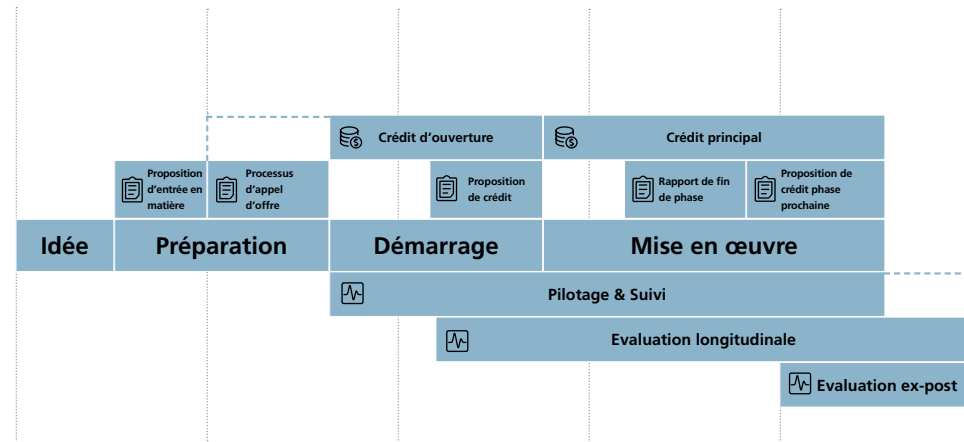 Crédit d'ouverture
Crédit principal
Proposition
d'entrée en
matière
Processus
d'appel
d'offre
Proposition
de crédit
Rapport de fin
de phase
Proposition de
crédit phase
prochaine
Idée
Préparation
Démarrage
Mise en œuvre
Pilotage & Suivi
Evaluation longitudinale
Evaluation ex-post